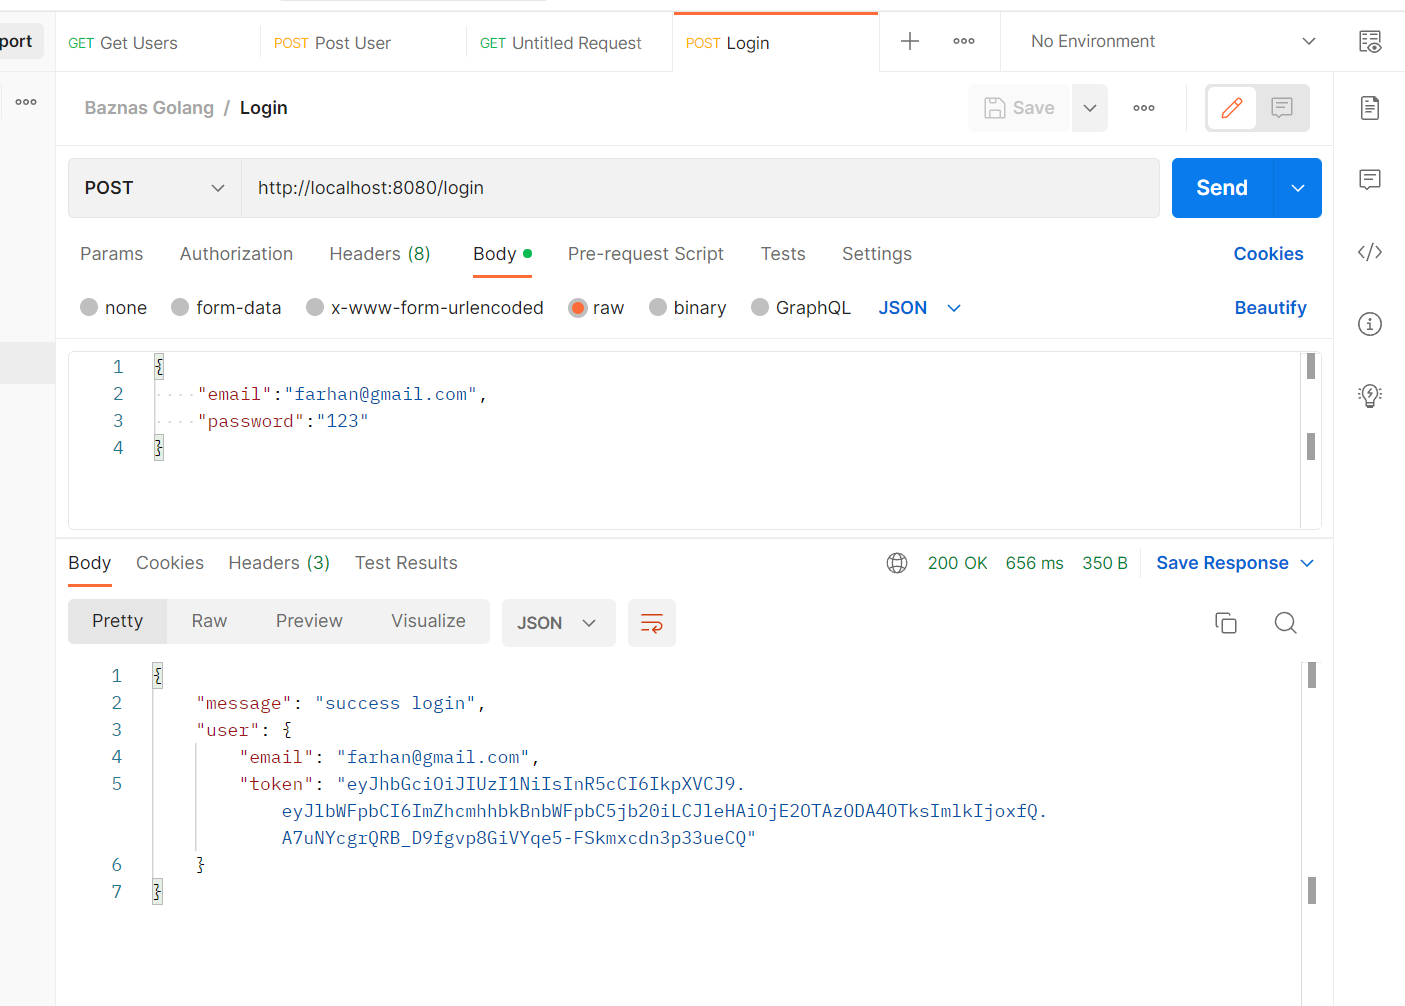 port
GET Get Users
POST Post User
GET Untitled Request
POST Login
No Environment
Baznas Golang / Login
Save
POST
http://localhost:8080/login
Send
Params Authorization Headers (8) Body Pre-request Script Tests Settings Cookies
none form-data x-www-form-urlencoded raw binary GraphQL JSON Beautify
1 {
2 "email":"farhan@gmail.com",
3 "password":"123"
4 }
Body Cookies Headers (3) Test Results 200 OK 656 ms 350 B Save Response
Pretty Raw Preview Visualize JSON
1 {
2 "message": "success login",
3 "user": {
4 "email": "farhan@gmail.com",
5 "token": "eyJhbGciOiJIUzI1NiIsInR5cCI6IkpXVCJ9.
eyJlbWFpbCI6ImZhcmhhbkBnbWFpbC5jb20iLCJleHAiOjE2OTAzODA4OTksImlkIjoxfQ.
A7uNYcgrQRB_D9fgvp8GiVYqe5-FSkmxcdn3p33ueCQ"
6 }
7 }